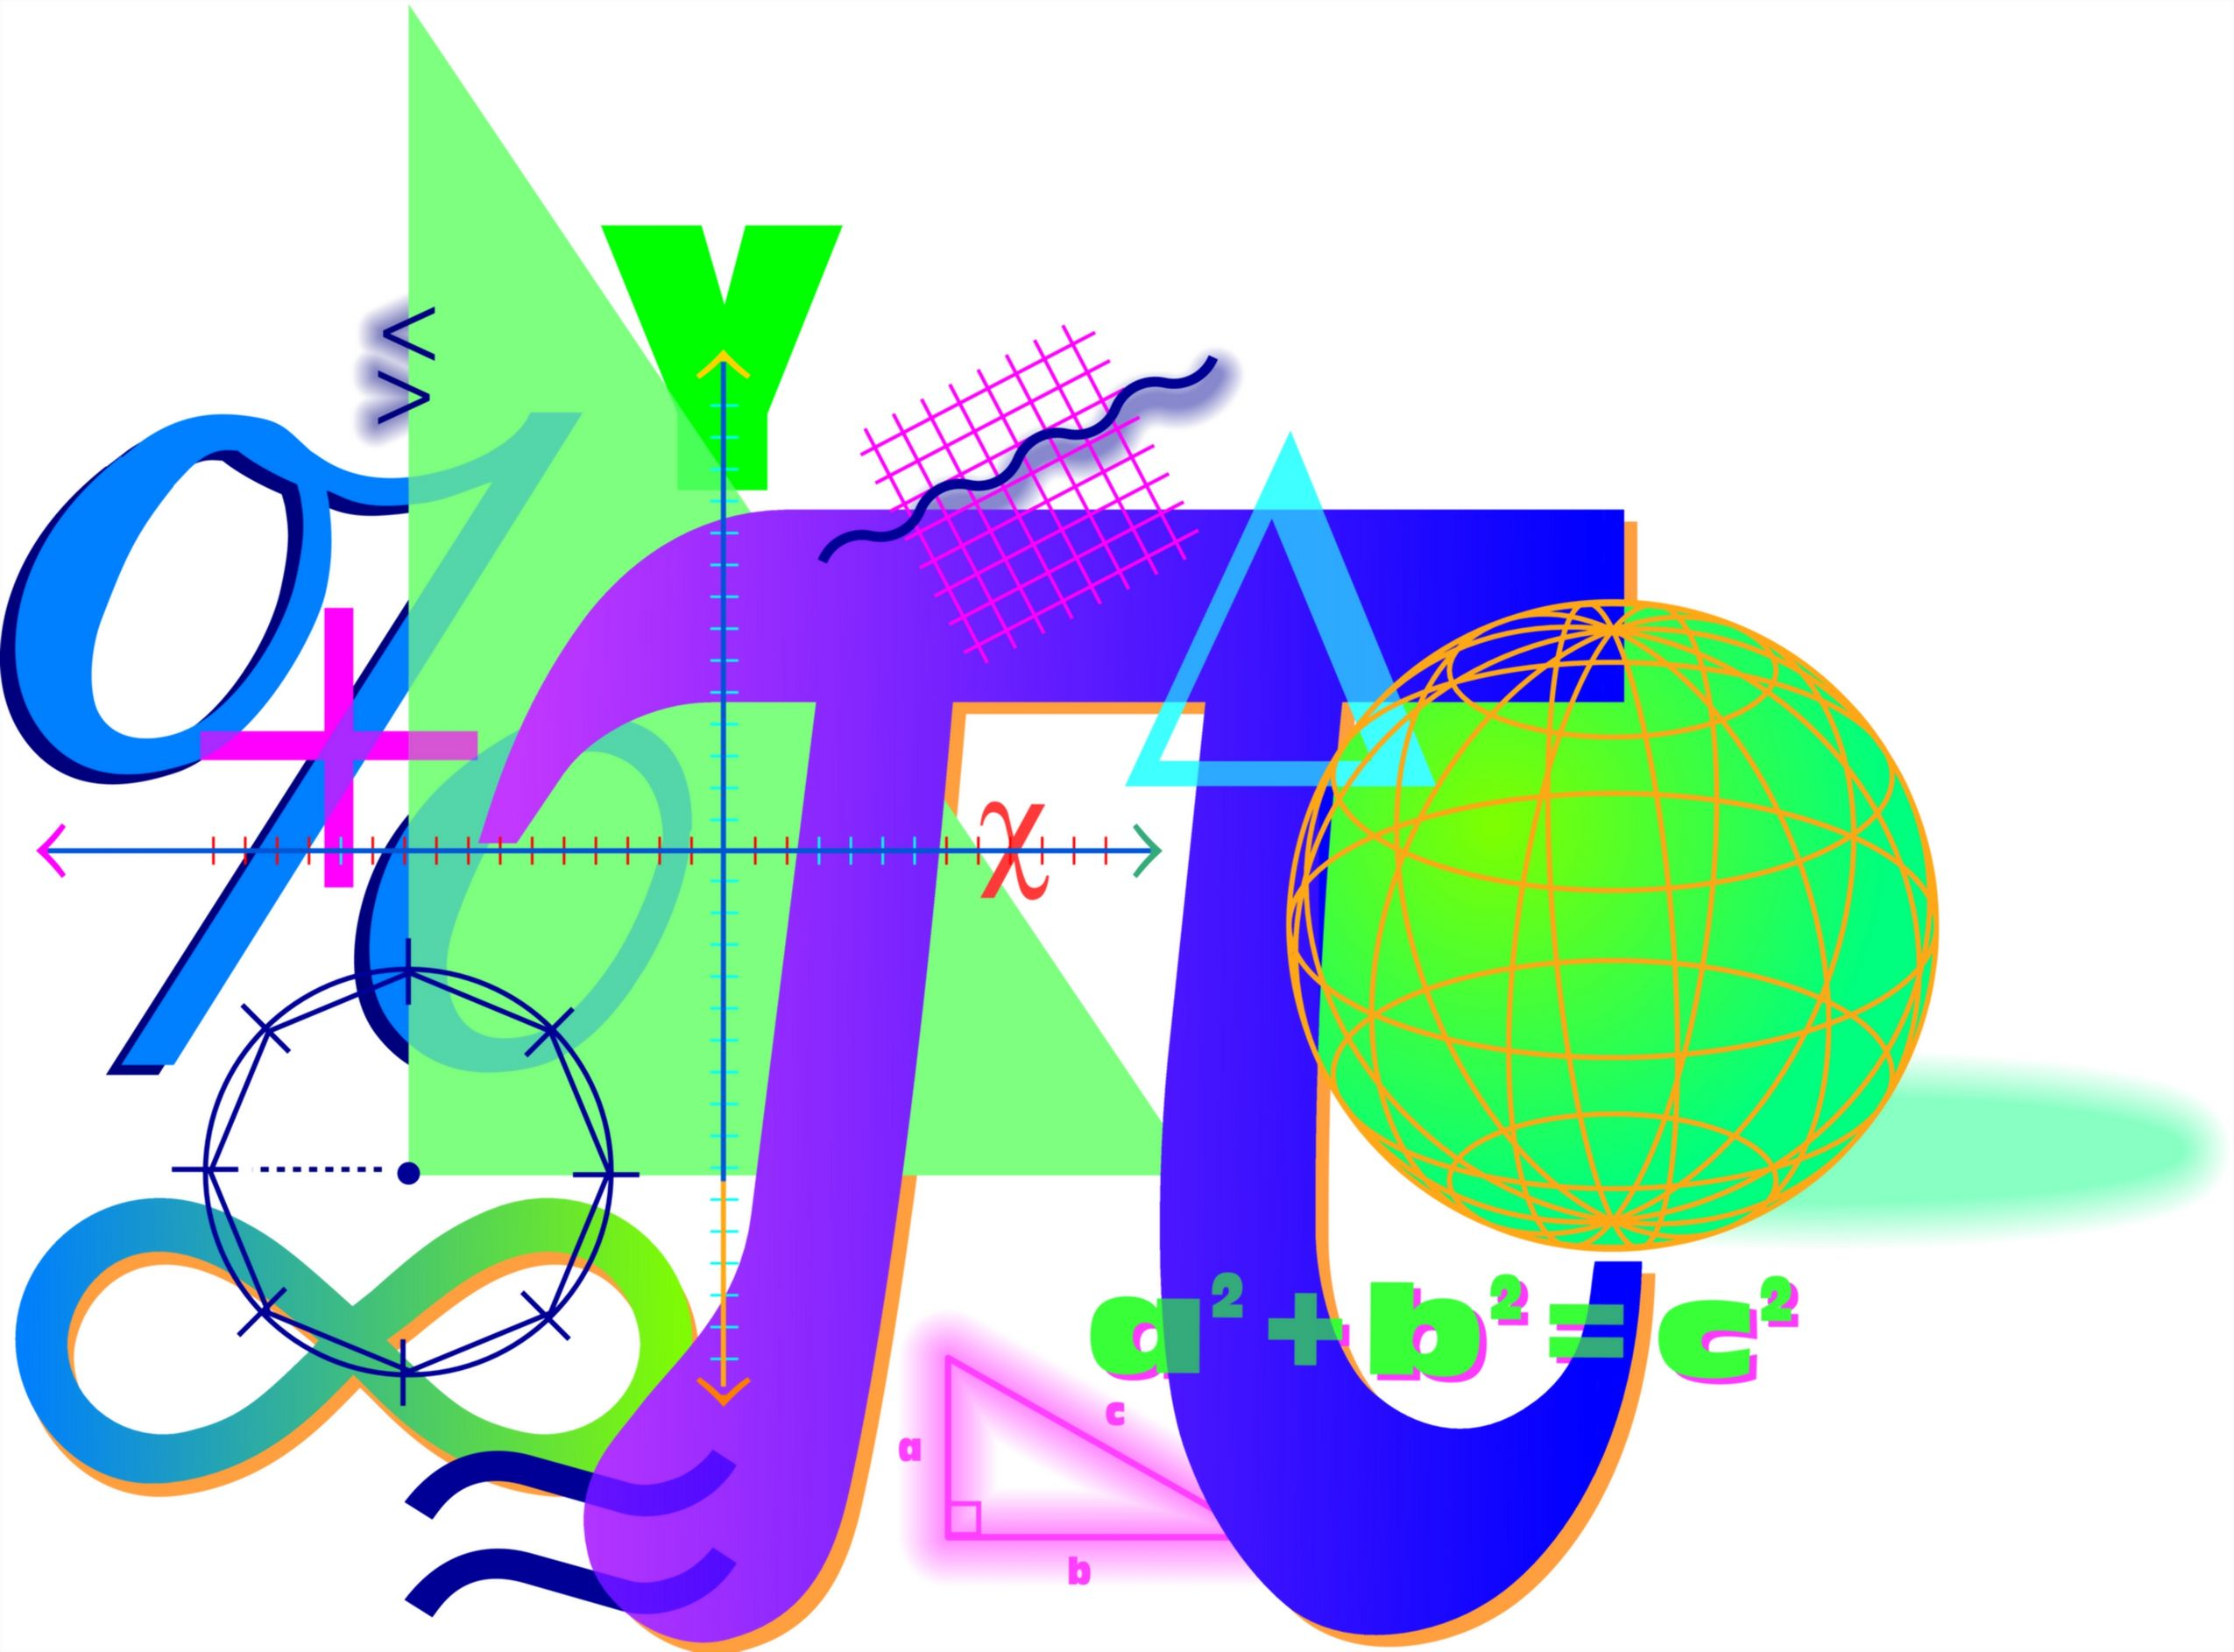 Y
<
>
%
+
π
x
∞
≈
a² + b² = c²
c
a
b